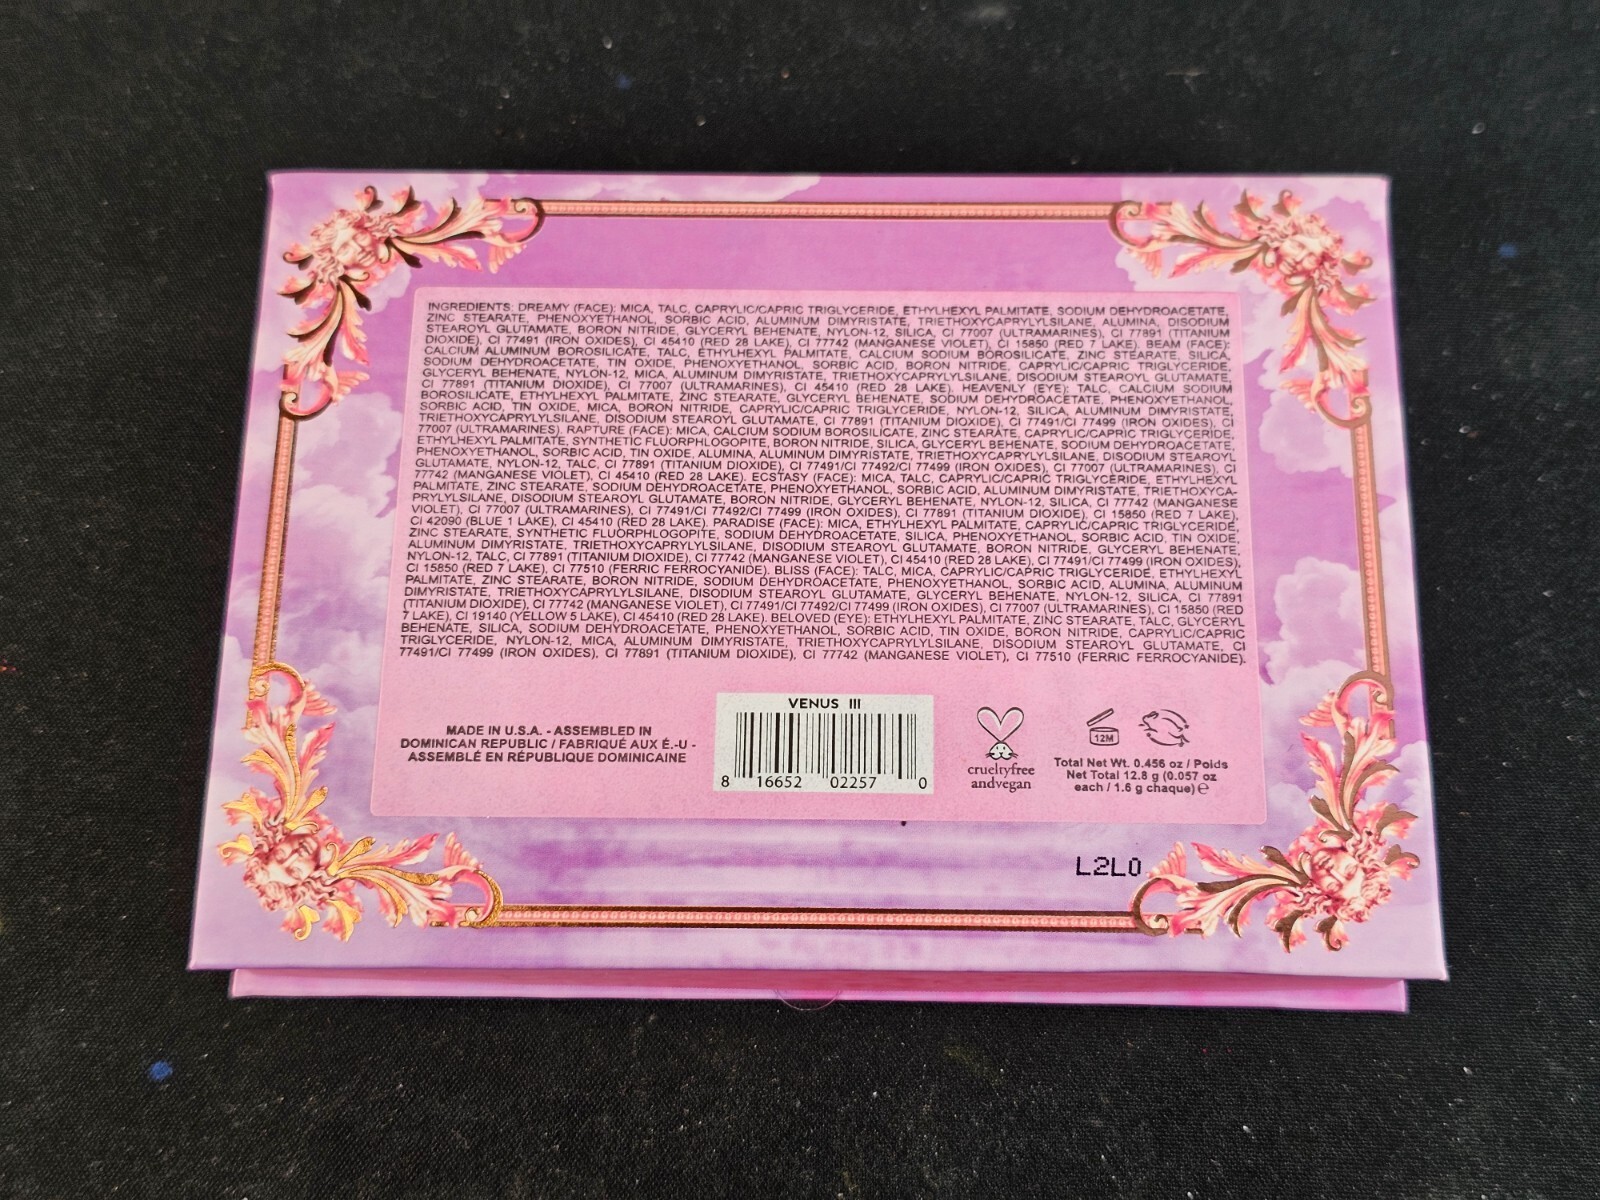 INGREDIENTS: DREAMY (FACE): MICA, TALC, CAPRYLIC/CAPRIC TRIGLYCERIDE, ETHYLHEXYL PALMITATE, SODIUM DEHYDROACETATE,
ZINC STEARATE, PHENOXYETHANOL, SORBIC ACID, ALUMINUM DIMYRISTATE, TRIETHOXYCAPRYLYLSILANE, ALUMINA, DISODIUM
STEAROYL GLUTAMATE, BORON NITRIDE, GLYCERYL BEHENATE, NYLON-12, SILICA, CI 77007 (ULTRAMARINES), CI 77891 (TITANIUM
DIOXIDE), CI 77491 (IRON OXIDES), CI 45410 (RED 28 LAKE), CI 77742 (MANGANESE VIOLET), CI 15850 (RED 7 LAKE). BEAM (FACE):
CALCIUM ALUMINUM BOROSILICATE, TALC, ETHYLHEXYL PALMITATE, CALCIUM SODIUM BOROSILICATE, ZINC STEARATE, SILICA,
SODIUM DEHYDROACETATE, TIN OXIDE, PHENOXYETHANOL, SORBIC ACID, BORON NITRIDE, CAPRYLIC/CAPRIC TRIGLYCERIDE,
GLYCERYL BEHENATE, NYLON-12, MICA, ALUMINUM DIMYRISTATE, TRIETHOXYCAPRYLYLSILANE, DISODIUM STEAROYL GLUTAMATE,
CI 77891 (TITANIUM DIOXIDE), CI 77007 (ULTRAMARINES), CI 45410 (RED 28 LAKE). HEAVENLY (EYE): TALC, CALCIUM SODIUM
BOROSILICATE, ETHYLHEXYL PALMITATE, ZINC STEARATE, GLYCERYL BEHENATE, SODIUM DEHYDROACETATE, PHENOXYETHANOL,
SORBIC ACID, TIN OXIDE, MICA, BORON NITRIDE, CAPRYLIC/CAPRIC TRIGLYCERIDE, NYLON-12, SILICA, ALUMINUM DIMYRISTATE,
TRIETHOXYCAPRYLYLSILANE, DISODIUM STEAROYL GLUTAMATE, CI 77891 (TITANIUM DIOXIDE), CI 77491/CI 77499 (IRON OXIDES), CI
77007 (ULTRAMARINES). RAPTURE (FACE): MICA, CALCIUM SODIUM BOROSILICATE, ZINC STEARATE, CAPRYLIC/CAPRIC TRIGLYCERIDE,
ETHYLHEXYL PALMITATE, SYNTHETIC FLUORPHLOGOPITE, BORON NITRIDE, SILICA, GLYCERYL BEHENATE, SODIUM DEHYDROACETATE,
PHENOXYETHANOL, SORBIC ACID, TIN OXIDE, ALUMINA, ALUMINUM DIMYRISTATE, TRIETHOXYCAPRYLYLSILANE, DISODIUM STEAROYL
GLUTAMATE, NYLON-12, TALC, CI 77891 (TITANIUM DIOXIDE), CI 77491/CI 77492/CI 77499 (IRON OXIDES), CI 77007 (ULTRAMARINES), CI
77742 (MANGANESE VIOLET), CI 45410 (RED 28 LAKE). ECSTASY (FACE): MICA, TALC, CAPRYLIC/CAPRIC TRIGLYCERIDE, ETHYLHEXYL
PALMITATE, ZINC STEARATE, SODIUM DEHYDROACETATE, PHENOXYETHANOL, SORBIC ACID, ALUMINUM DIMYRISTATE, TRIETHOXYCA-
PRYLYLSILANE, DISODIUM STEAROYL GLUTAMATE, BORON NITRIDE, GLYCERYL BEHENATE, NYLON-12, SILICA, CI 77742 (MANGANESE
VIOLET), CI 77007 (ULTRAMARINES), CI 77491/CI 77492/CI 77499 (IRON OXIDES), CI 77891 (TITANIUM DIOXIDE), CI 15850 (RED 7 LAKE),
CI 42090 (BLUE 1 LAKE), CI 45410 (RED 28 LAKE). PARADISE (FACE): MICA, ETHYLHEXYL PALMITATE, CAPRYLIC/CAPRIC TRIGLYCERIDE,
ZINC STEARATE, SYNTHETIC FLUORPHLOGOPITE, SODIUM DEHYDROACETATE, SILICA, PHENOXYETHANOL, SORBIC ACID, TIN OXIDE,
ALUMINUM DIMYRISTATE, TRIETHOXYCAPRYLYLSILANE, DISODIUM STEAROYL GLUTAMATE, BORON NITRIDE, GLYCERYL BEHENATE,
NYLON-12, TALC, CI 77891 (TITANIUM DIOXIDE), CI 77742 (MANGANESE VIOLET), CI 45410 (RED 28 LAKE), CI 77491/CI 77499 (IRON OXIDES),
CI 15850 (RED 7 LAKE), CI 77510 (FERRIC FERROCYANIDE). BLISS (FACE): TALC, MICA, CAPRYLIC/CAPRIC TRIGLYCERIDE, ETHYLHEXYL
PALMITATE, ZINC STEARATE, BORON NITRIDE, SODIUM DEHYDROACETATE, PHENOXYETHANOL, SORBIC ACID, ALUMINA, ALUMINUM
DIMYRISTATE, TRIETHOXYCAPRYLYLSILANE, DISODIUM STEAROYL GLUTAMATE, GLYCERYL BEHENATE, NYLON-12, SILICA, CI 77891
(TITANIUM DIOXIDE), CI 77742 (MANGANESE VIOLET), CI 77491/CI 77492/CI 77499 (IRON OXIDES), CI 77007 (ULTRAMARINES), CI 15850 (RED
7 LAKE), CI 19140 (YELLOW 5 LAKE), CI 45410 (RED 28 LAKE). BELOVED (EYE): ETHYLHEXYL PALMITATE, ZINC STEARATE, TALC, GLYCERYL
BEHENATE, SILICA, SODIUM DEHYDROACETATE, PHENOXYETHANOL, SORBIC ACID, TIN OXIDE, BORON NITRIDE, CAPRYLIC/CAPRIC
TRIGLYCERIDE, NYLON-12, MICA, ALUMINUM DIMYRISTATE, TRIETHOXYCAPRYLYLSILANE, DISODIUM STEAROYL GLUTAMATE, CI
77491/CI 77499 (IRON OXIDES), CI 77891 (TITANIUM DIOXIDE), CI 77742 (MANGANESE VIOLET), CI 77510 (FERRIC FERROCYANIDE).
MADE IN U.S.A. - ASSEMBLED IN
DOMINICAN REPUBLIC / FABRIQUÉ AUX É.-U -
ASSEMBLÉ EN RÉPUBLIQUE DOMINICAINE
VENUS III
8 16652 02257 0
crueltyfree
andvegan
12M
Total Net Wt. 0.456 oz / Poids
Net Total 12.8 g (0.057 oz
each / 1.6 g chaque) ℮
L2L0